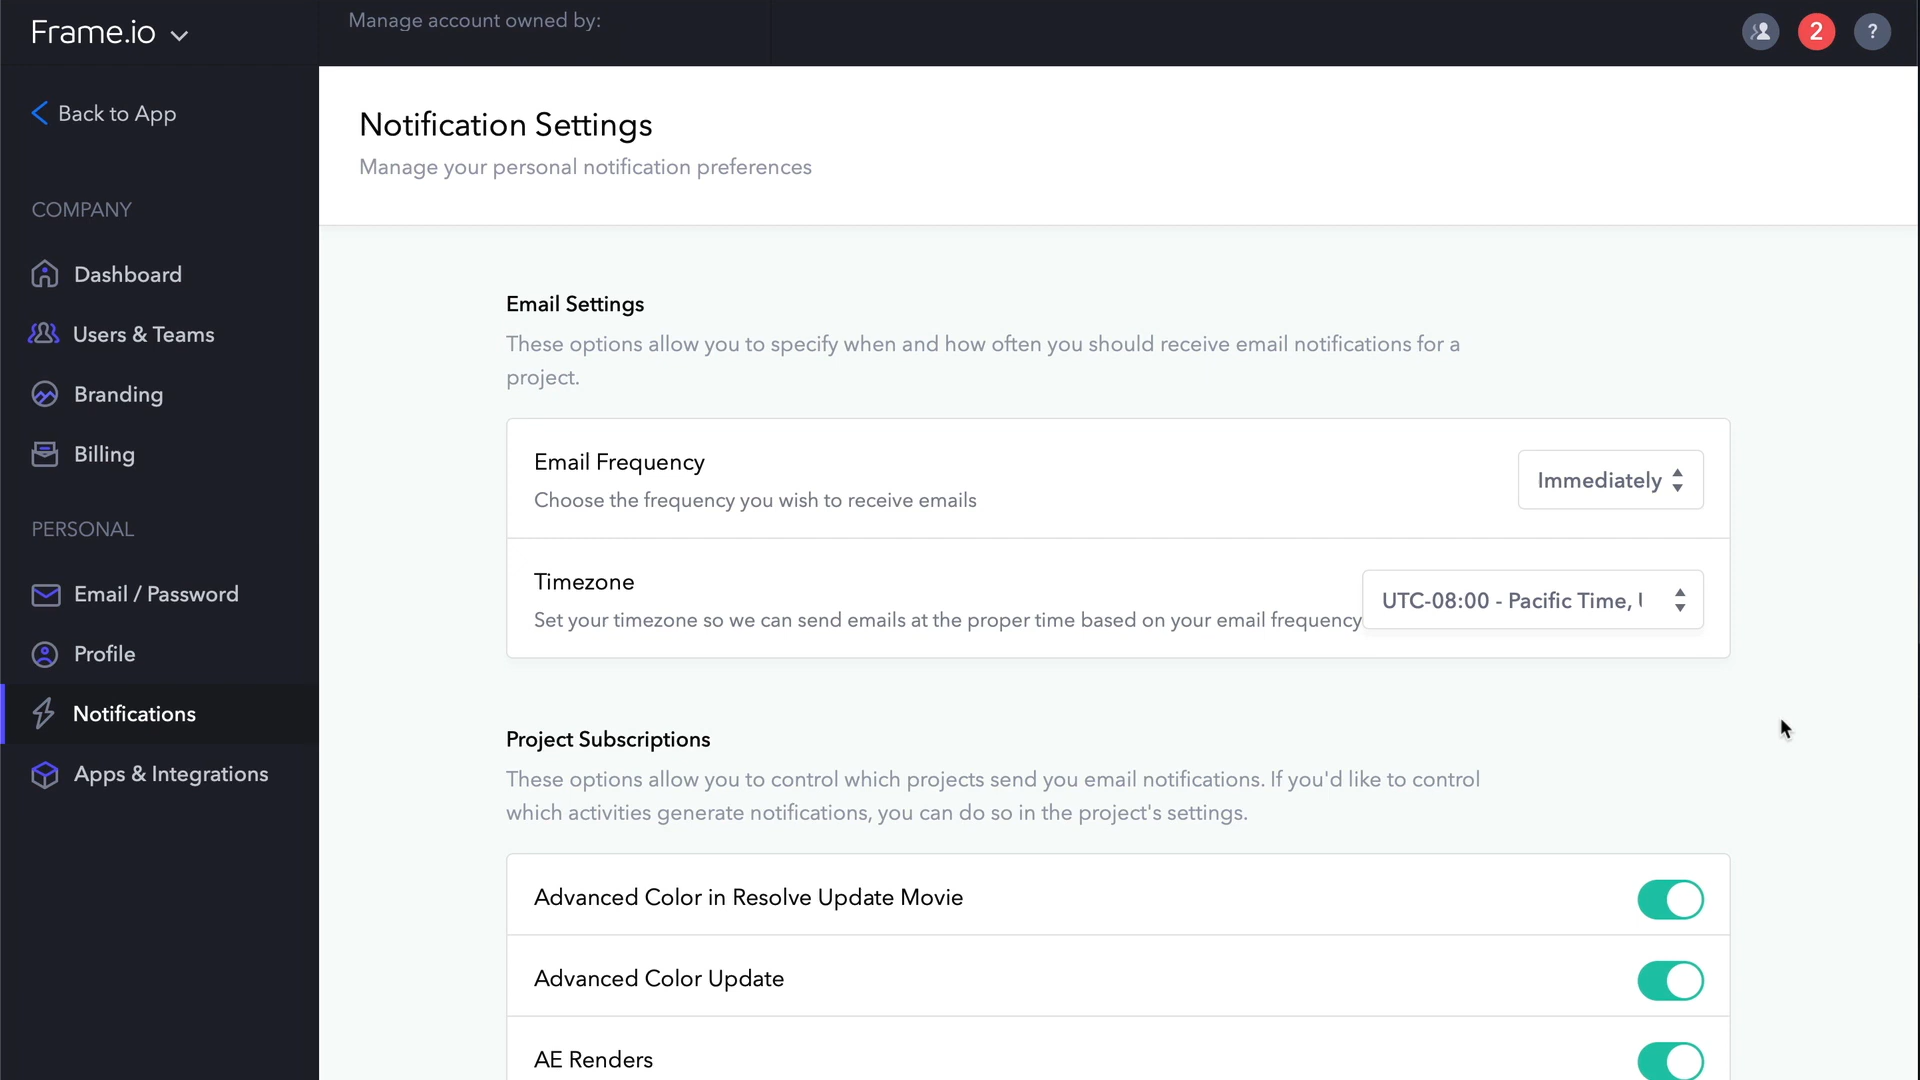 Frame.io
Manage account owned by:
2
?
Back to App
COMPANY
Dashboard
Users & Teams
Branding
Billing
PERSONAL
Email / Password
Profile
Notifications
Apps & Integrations
Notification Settings
Manage your personal notification preferences
Email Settings
These options allow you to specify when and how often you should receive email notifications for a
project.
Email Frequency
Choose the frequency you wish to receive emails
Immediately
Timezone
Set your timezone so we can send emails at the proper time based on your email frequency
UTC-08:00 - Pacific Time,
Project Subscriptions
These options allow you to control which projects send you email notifications. If you'd like to control
which activities generate notifications, you can do so in the project's settings.
Advanced Color in Resolve Update Movie
Advanced Color Update
AE Renders